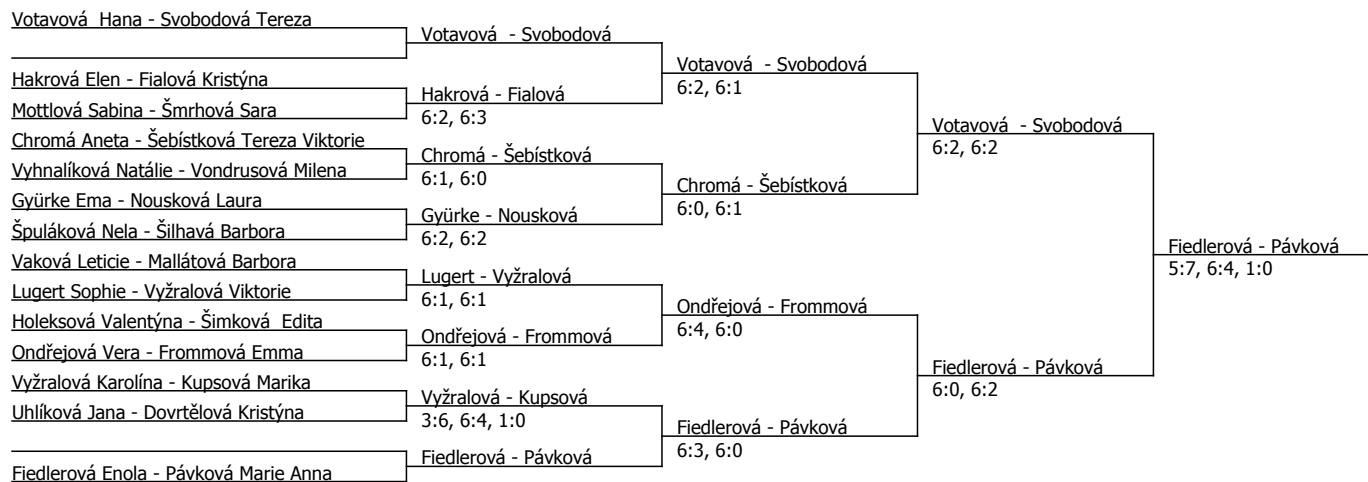 Votavová  Hana - Svobodová Tereza
Hakrová Elen - Fialová Kristýna
Mottlová Sabina - Šmrhová Sara
Chromá Aneta - Šebístková Tereza Viktorie
Vyhnalíková Natálie - Vondrusová Milena
Gyürke Ema - Nousková Laura
Špuláková Nela - Šilhavá Barbora
Vaková Leticie - Mallátová Barbora
Lugert Sophie - Vyžralová Viktorie
Holeksová Valentýna - Šimková  Edita
Ondřejová Vera - Frommová Emma
Vyžralová Karolína - Kupsová Marika
Uhlíková Jana - Dovrtělová Kristýna
Fiedlerová Enola - Pávková Marie Anna
Votavová  - Svobodová
Hakrová - Fialová
6:2, 6:3
Chromá - Šebístková
6:1, 6:0
Gyürke - Nousková
6:2, 6:2
Lugert - Vyžralová
6:1, 6:1
Ondřejová - Frommová
6:1, 6:1
Vyžralová - Kupsová
3:6, 6:4, 1:0
Fiedlerová - Pávková
Votavová  - Svobodová
6:2, 6:1
Chromá - Šebístková
6:0, 6:1
Ondřejová - Frommová
6:4, 6:0
Fiedlerová - Pávková
6:3, 6:0
Votavová  - Svobodová
6:2, 6:2
Fiedlerová - Pávková
6:0, 6:2
Fiedlerová - Pávková
5:7, 6:4, 1:0